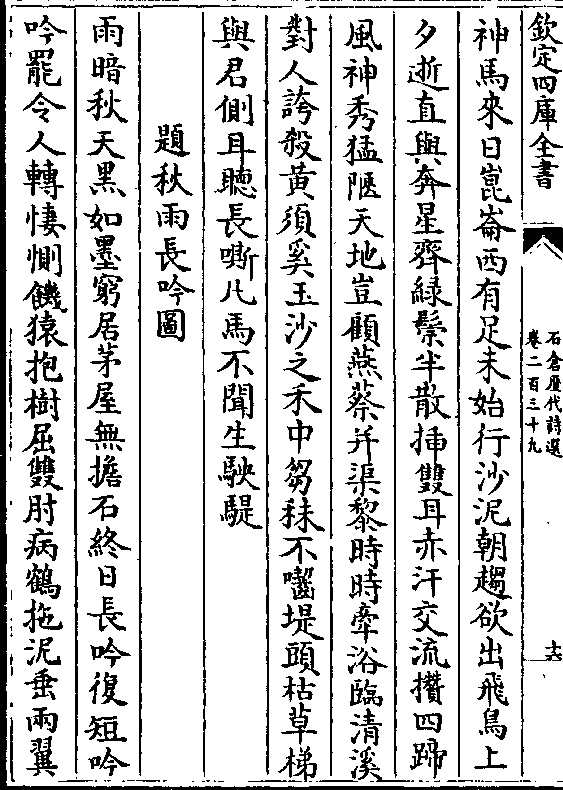 欽定四庫全書
石倉歷代詩選
卷二百三十九
十六
神馬來日崑崙西有足未始行沙泥朝趨欲出飛鳥上
夕逝直與奔星齊緑鬃半散揷雙耳赤汗交流攢四蹄
風神秀猛陋天地豈顧燕蔡并渠黎時時牽浴臨清溪
對人誇殺黄須奚玉沙之禾中芻秣不囓堤頭枯草梯
與君側耳聽長嘶凡馬不聞生駃騠
題秋雨長吟圖
雨暗秋天黑如墨窮居茅屋無擔石終日長吟復短吟
吟罷令人轉悽惻饑猿抱樹屈雙肘病鶴拖泥垂兩翼